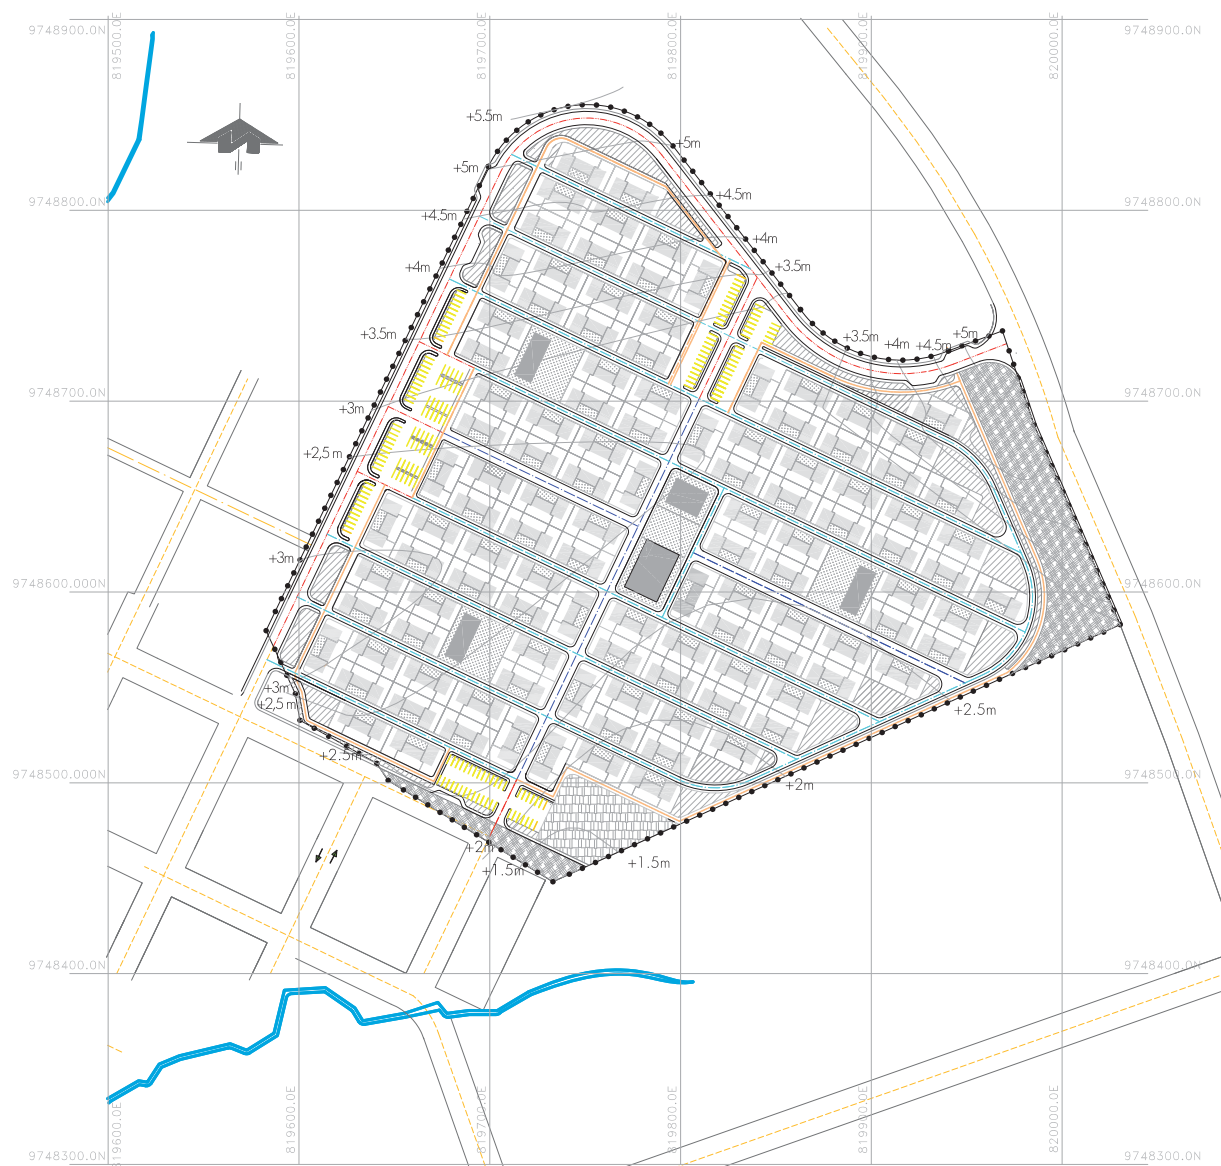 9748900.0N
819500.0E
819600.0E
819700.0E
819800.0E
819900.0E
820000.0E
9748900.0N
+5.5m
+5m
+5m
+4.5m
9748800.0N
+4.5m
9748800.0N
+4m
+4m
+3.5m
+3.5m
+3.5m
+4m
+4.5m
+5m
9748700.0N
+3m
9748700.0N
+2,5 m
+3m
9748600,000N
9748600.0N
+3m
+2,5 m
+2.5m
+2.5m
9748500,000N
+2m
9748500.0N
+2m
+1.5m
+1.5m
9748400.0N
9748400.0N
819600.0E
819600.0E
819700.0E
819800.0E
819900.0E
820000.0E
9748300.0N
9748300.0N